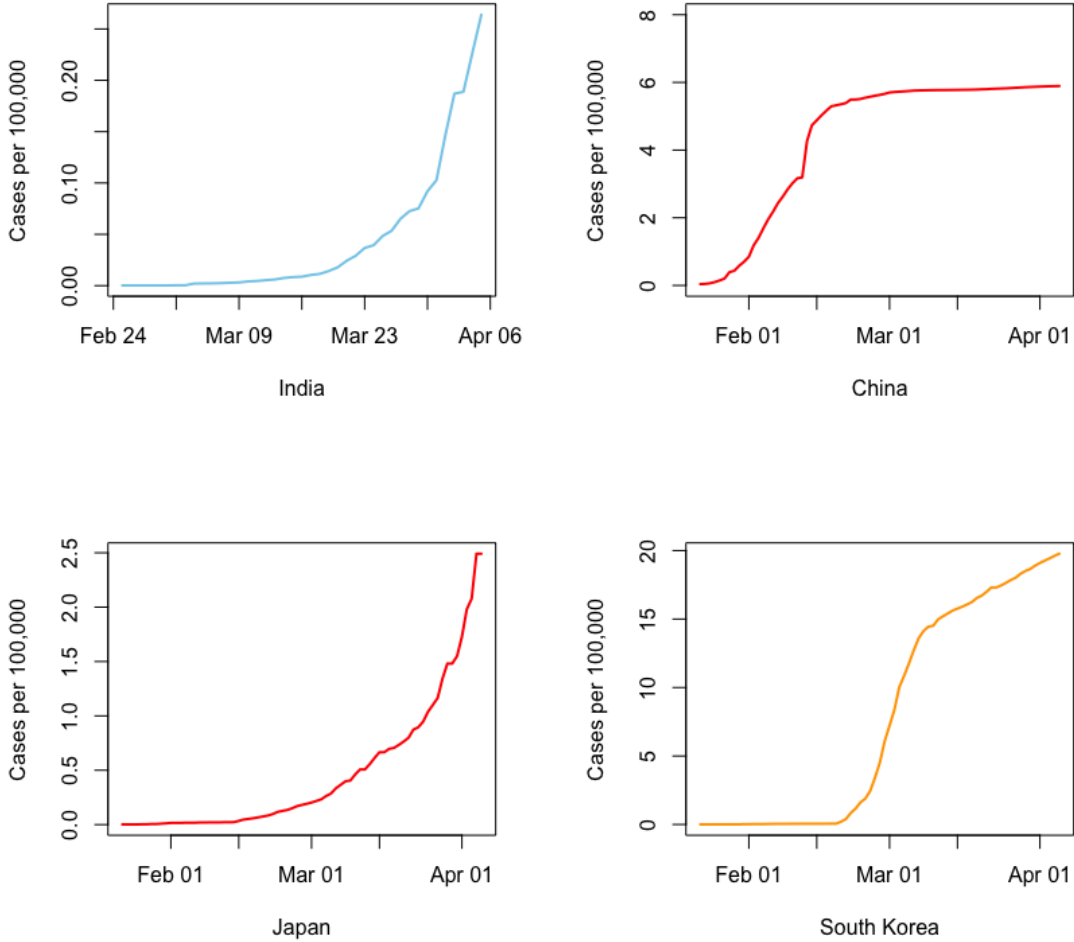 Cases per 100,000
0.20
0.10
0.00
Feb 24 Mar 09 Mar 23 Apr 06
India
Cases per 100,000
8
6
4
2
0
Feb 01 Mar 01 Apr 01
China
Cases per 100,000
2.5
2.0
1.5
1.0
0.5
0.0
Feb 01 Mar 01 Apr 01
Japan
Cases per 100,000
20
15
10
5
0
Feb 01 Mar 01 Apr 01
South Korea